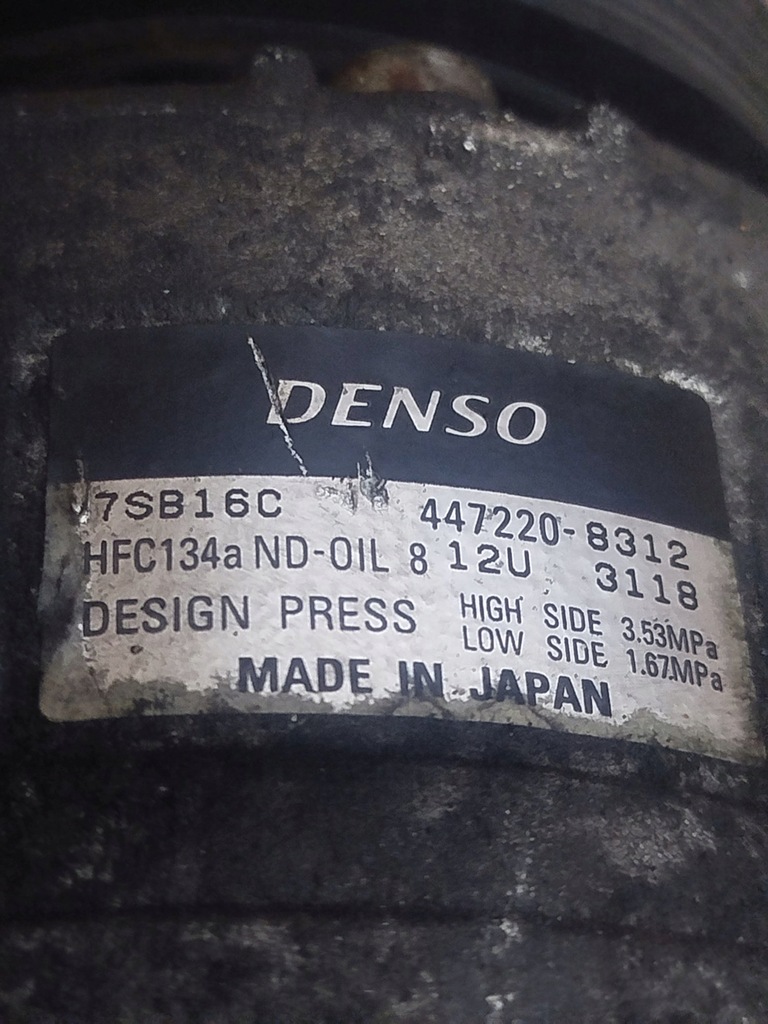 DENSO
7SB16C 447220-8312
HFC134a ND-OIL 8 12U 3118
DESIGN PRESS HIGH SIDE 3.53MPa
LOW SIDE 1.67MPa
MADE IN JAPAN